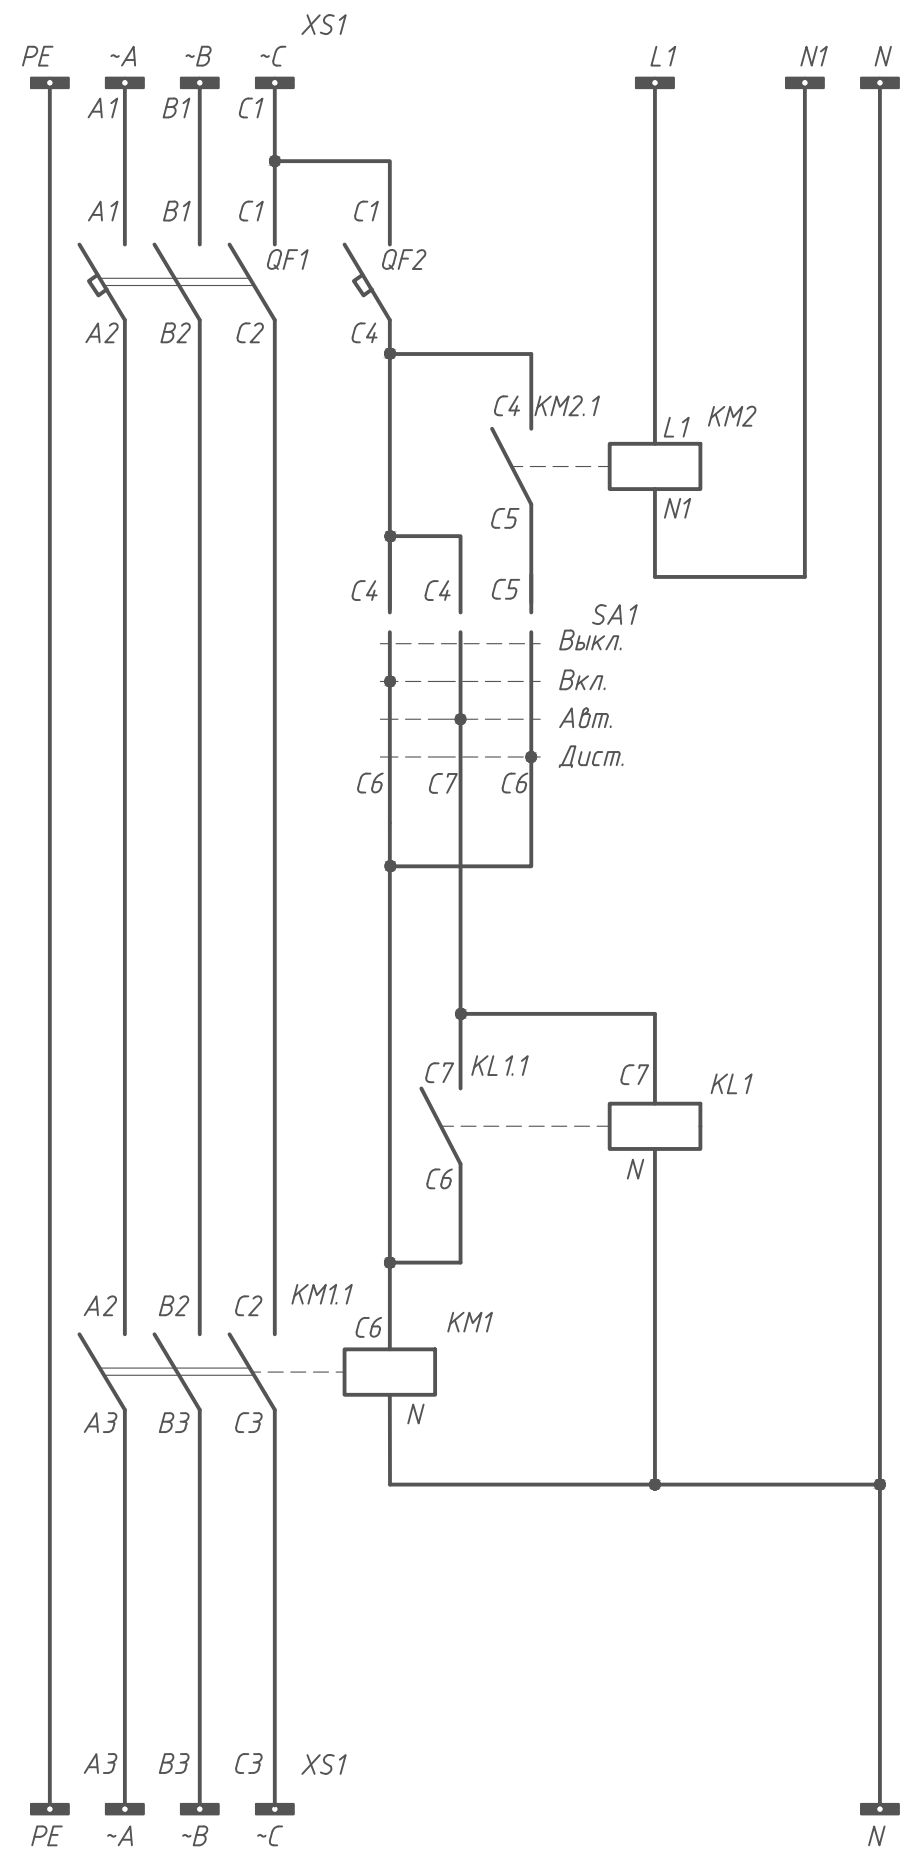 XS1
PE ~A ~B ~C L1 N1 N
A1 B1 C1
A1 B1 C1 C1
QF1 QF2
A2 B2 C2 C4
C4 KM2.1 KM2
L1
C5 N1
C4 C4 C5
SA1
Выкл.
Вкл.
Авт.
Дист.
C6 C7 C6
C7 KL1.1 C7 KL1
C6 N
A2 B2 C2 KM1.1
C6 KM1
A3 B3 C3 N
A3 B3 C3 XS1
PE ~A ~B ~C N